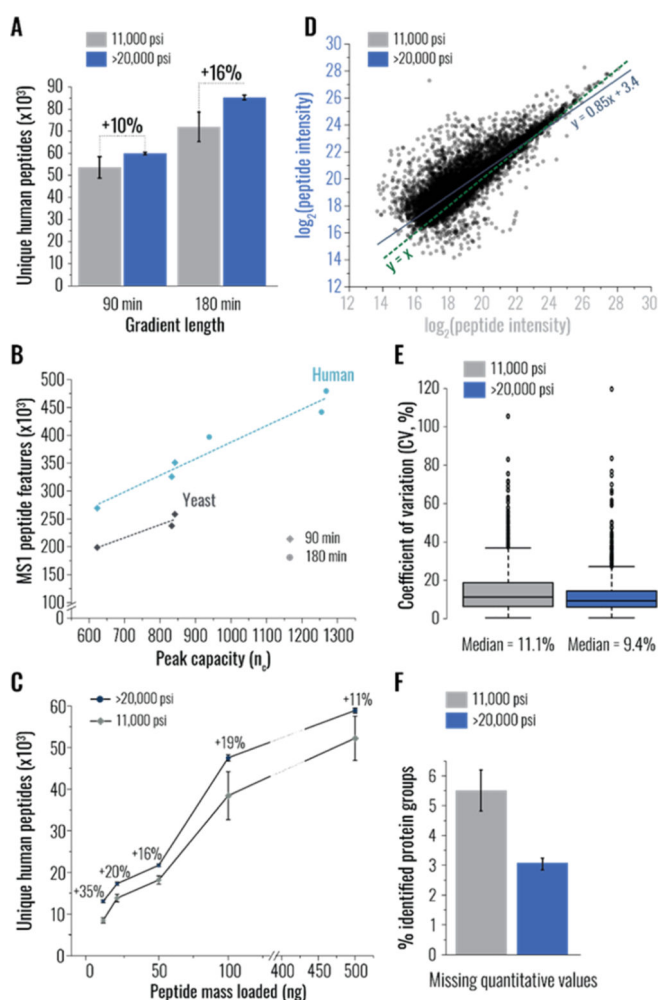 A
11,000 psi
>20,000 psi
Unique human peptides (x10³)
90
80
70
60
50
40
30
20
10
0
+10%
+16%
90 min
180 min
Gradient length
B
MS1 peptide features (x10³)
500
450
400
350
300
250
200
150
100
0
Human
Yeast
90 min
180 min
600
700
800
900
1000
1100
1200
1300
Peak capacity (nc)
C
>20,000 psi
11,000 psi
Unique human peptides (x10³)
60
50
40
30
20
10
0
+35%
+20%
+16%
+19%
+11%
0
50
100
400
450
500
Peptide mass loaded (ng)
D
11,000 psi
>20,000 psi
log2(peptide intensity)
30
28
26
24
22
20
18
16
14
12
y = 0.85x + 3.4
y = x
12
14
16
18
20
22
24
26
28
30
log2(peptide intensity)
E
11,000 psi
>20,000 psi
Coefficient of variation (CV, %)
120
100
80
60
40
20
0
Median = 11.1%
Median = 9.4%
F
11,000 psi
>20,000 psi
% identified protein groups
6
5
4
3
2
1
0
Missing quantitative values